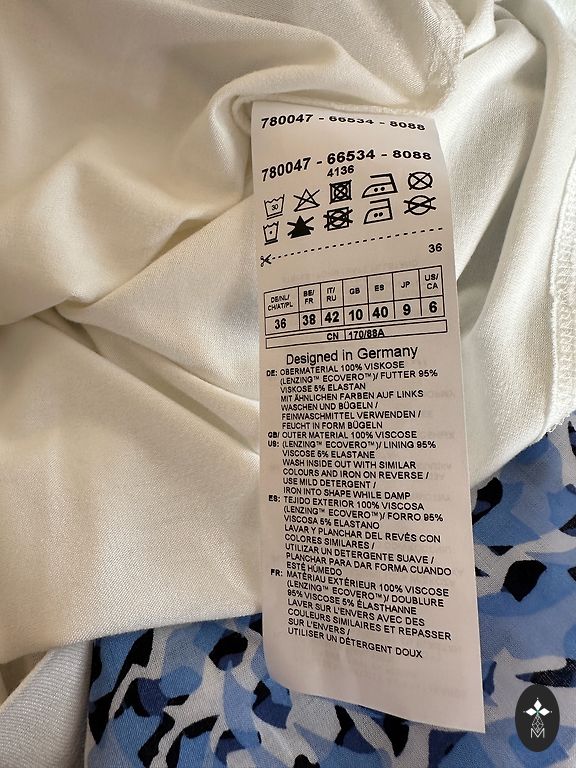 780047 - 66534 - 8088
780047 - 66534 - 8088
4136
30
36
DE/NL/ CH/AT/PL BE/ FR IT/ RU GB ES JP US/ CA
36 38 42 10 40 9 6
CN 170/88A
Designed in Germany
DE: OBERMATERIAL 100% VISKOSE
(LENZING™ ECOVERO™)/ FUTTER 95%
VISKOSE 5% ELASTAN
MIT ÄHNLICHEN FARBEN AUF LINKS
WASCHEN UND BÜGELN /
FEINWASCHMITTEL VERWENDEN /
FEUCHT IN FORM BÜGELN
GB/ OUTER MATERIAL 100% VISCOSE
US: (LENZING™ ECOVERO™)/ LINING 95%
VISCOSE 5% ELASTANE
WASH INSIDE OUT WITH SIMILAR
COLOURS AND IRON ON REVERSE /
USE MILD DETERGENT /
IRON INTO SHAPE WHILE DAMP
ES: TEJIDO EXTERIOR 100% VISCOSA
(LENZING™ ECOVERO™)/ FORRO 95%
VISCOSA 5% ELASTANO
LAVAR Y PLANCHAR DEL REVÉS CON
COLORES SIMILARES /
UTILIZAR UN DETERGENTE SUAVE /
PLANCHAR PARA DAR FORMA CUANDO
ESTÉ HÚMEDO
FR: MATÉRIAU EXTÉRIEUR 100% VISCOSE
(LENZING™ ECOVERO™)/ DOUBLURE
95% VISCOSE 5% ÉLASTHANNE
LAVER SUR L'ENVERS AVEC DES
COULEURS SIMILAIRES ET REPASSER
SUR L'ENVERS /
UTILISER UN DÉTERGENT DOUX
M